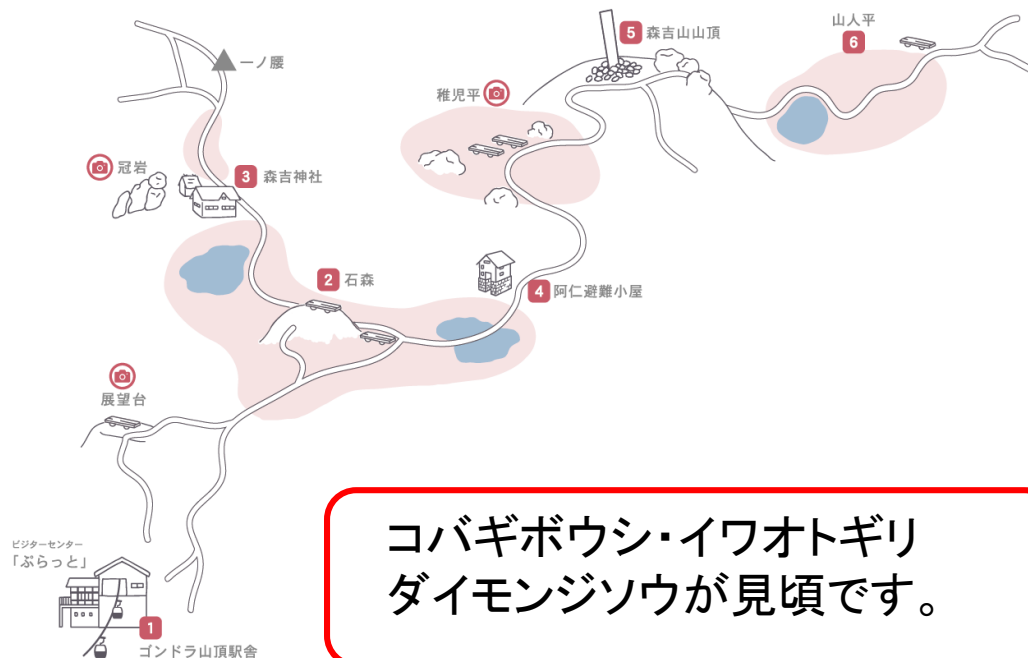 一ノ腰
冠岩
3 森吉神社
2 石森
展望台
ビジターセンター
「ぷらっと」
1
ゴンドラ山頂駅舎
4 阿仁避難小屋
稚児平
5 森吉山山頂
山人平
6
コバギボウシ・イワオトギリ
ダイモンジソウが見頃です。